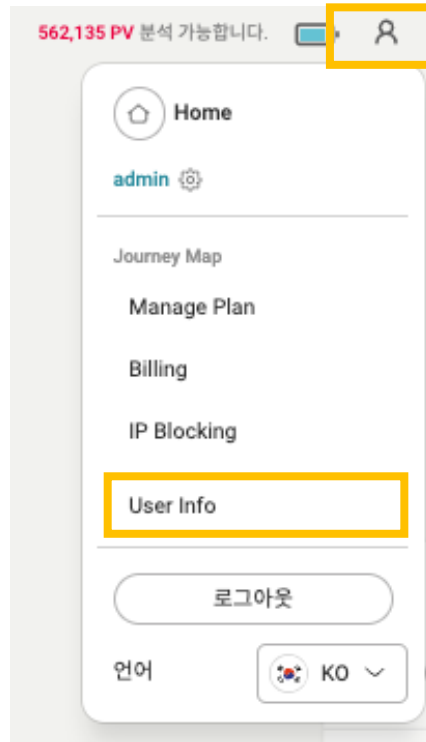 562,135 PV 분석 가능합니다.
Home
admin
Journey Map
Manage Plan
Billing
IP Blocking
User Info
로그아웃
언어 KO